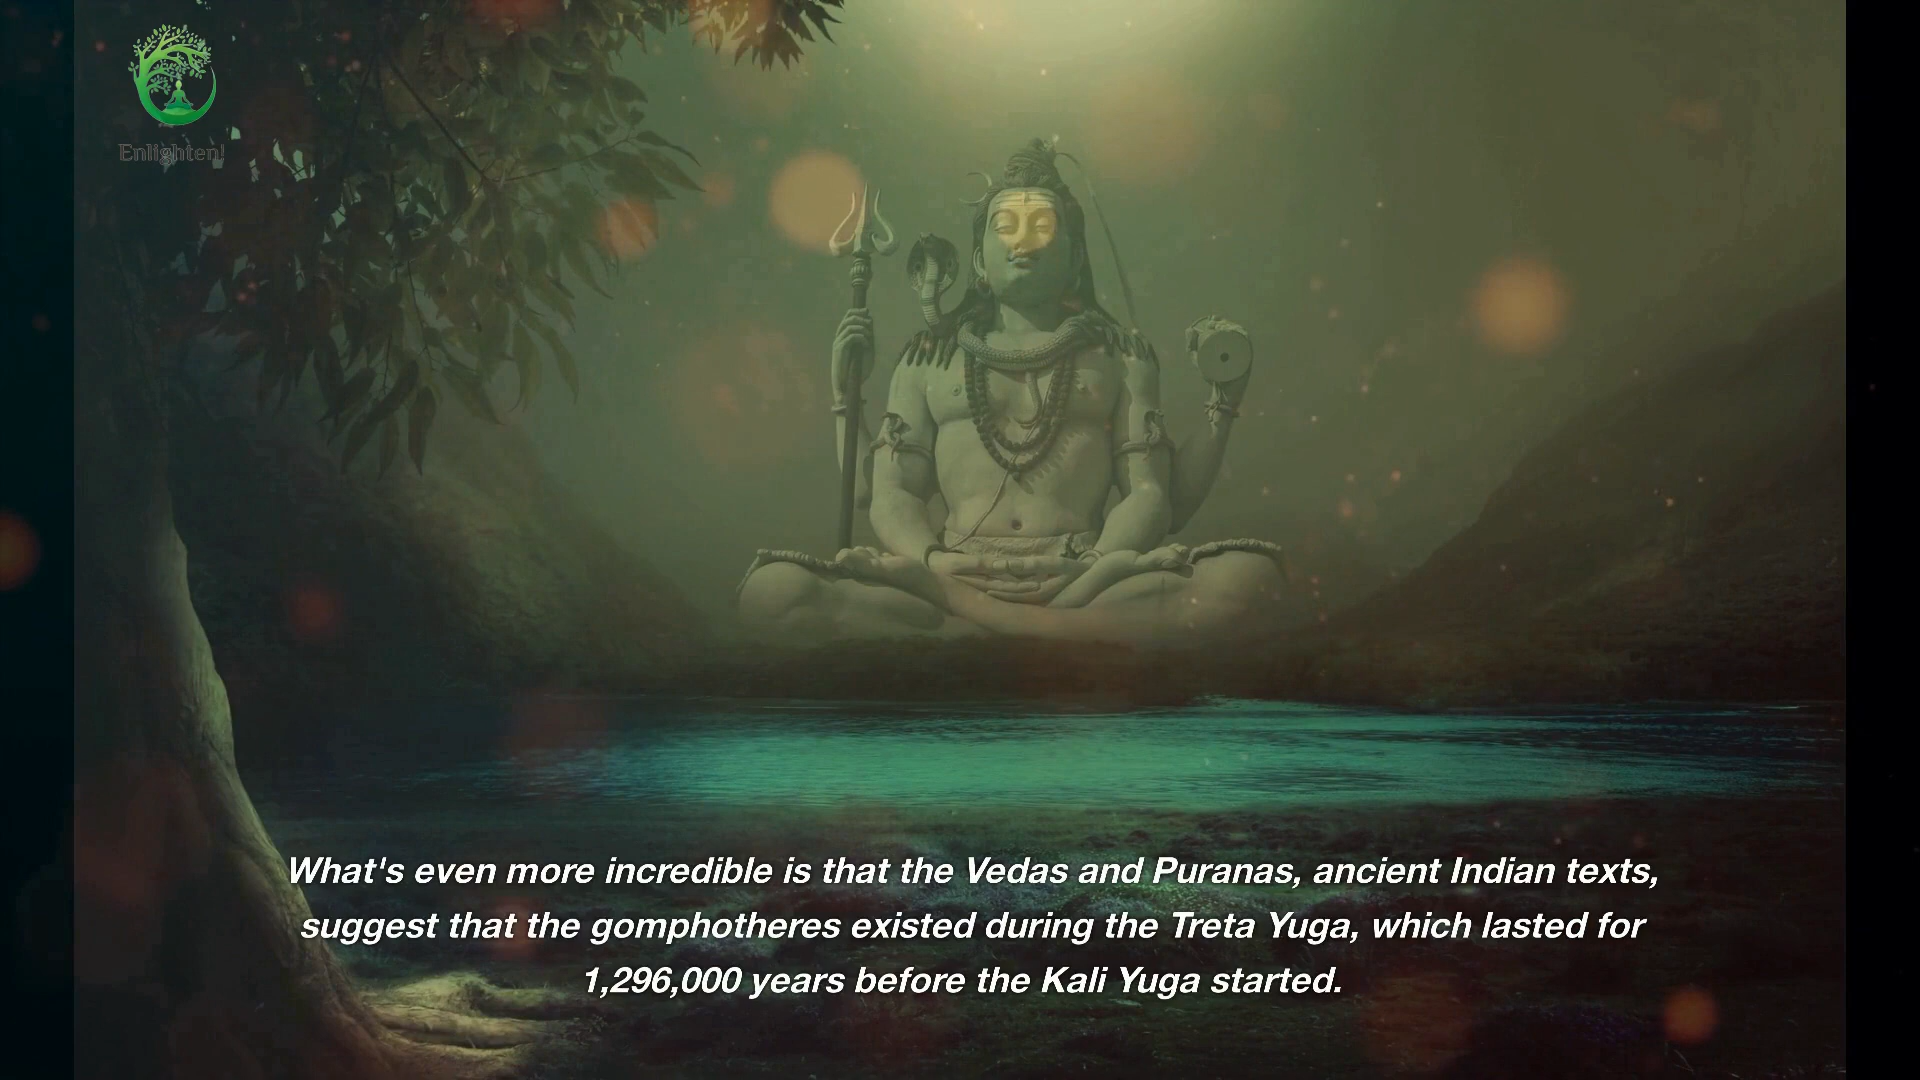 Enlighten!
What's even more incredible is that the Vedas and Puranas, ancient Indian texts,
suggest that the gomphotheres existed during the Treta Yuga, which lasted for
1,296,000 years before the Kali Yuga started.